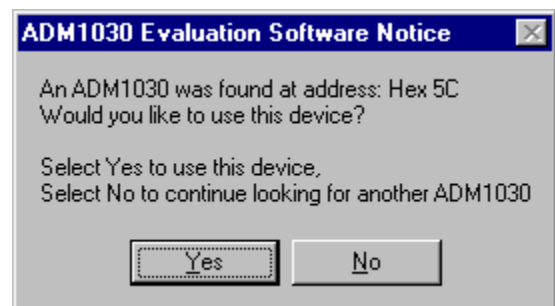 ADM1030 Evaluation Software Notice
An ADM1030 was found at address: Hex 5C
Would you like to use this device?
Select Yes to use this device,
Select No to continue looking for another ADM1030
Yes No